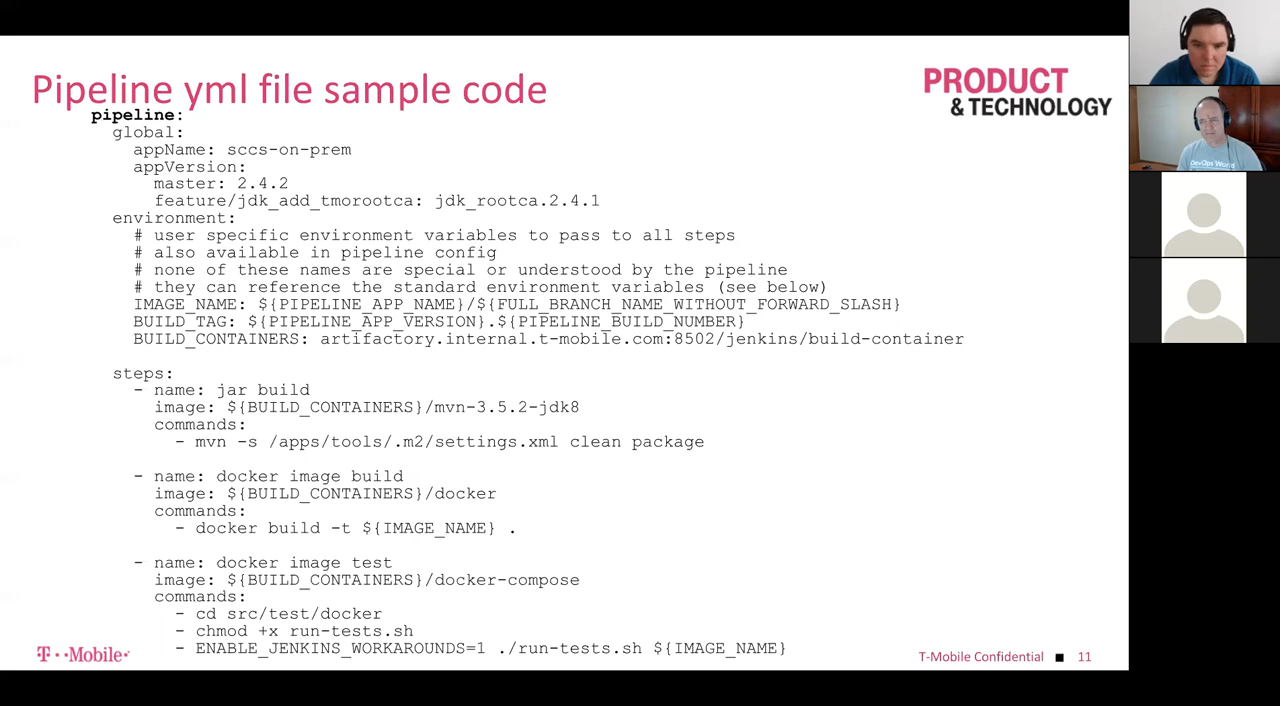 Pipeline yml file sample code
PRODUCT
& TECHNOLOGY
pipeline:
global:
appName: sccs-on-prem
appVersion:
master: 2.4.2
feature/jdk_add_tmorootca: jdk_rootca.2.4.1
environment:
# user specific environment variables to pass to all steps
# also available in pipeline config
# none of these names are special or understood by the pipeline
# they can reference the standard environment variables (see below)
IMAGE_NAME: ${PIPELINE_APP_NAME}/${FULL_BRANCH_NAME_WITHOUT_FORWARD_SLASH}
BUILD_TAG: ${PIPELINE_APP_VERSION}.${PIPELINE_BUILD_NUMBER}
BUILD_CONTAINERS: artifactory.internal.t-mobile.com:8502/jenkins/build-container
steps:
- name: jar build
image: ${BUILD_CONTAINERS}/mvn-3.5.2-jdk8
commands:
- mvn -s /apps/tools/.m2/settings.xml clean package
- name: docker image build
image: ${BUILD_CONTAINERS}/docker
commands:
- docker build -t ${IMAGE_NAME} .
- name: docker image test
image: ${BUILD_CONTAINERS}/docker-compose
commands:
- cd src/test/docker
- chmod +x run-tests.sh
- ENABLE_JENKINS_WORKAROUNDS=1 ./run-tests.sh ${IMAGE_NAME}
T··Mobile·
T-Mobile Confidential ■ 11
DevOps World